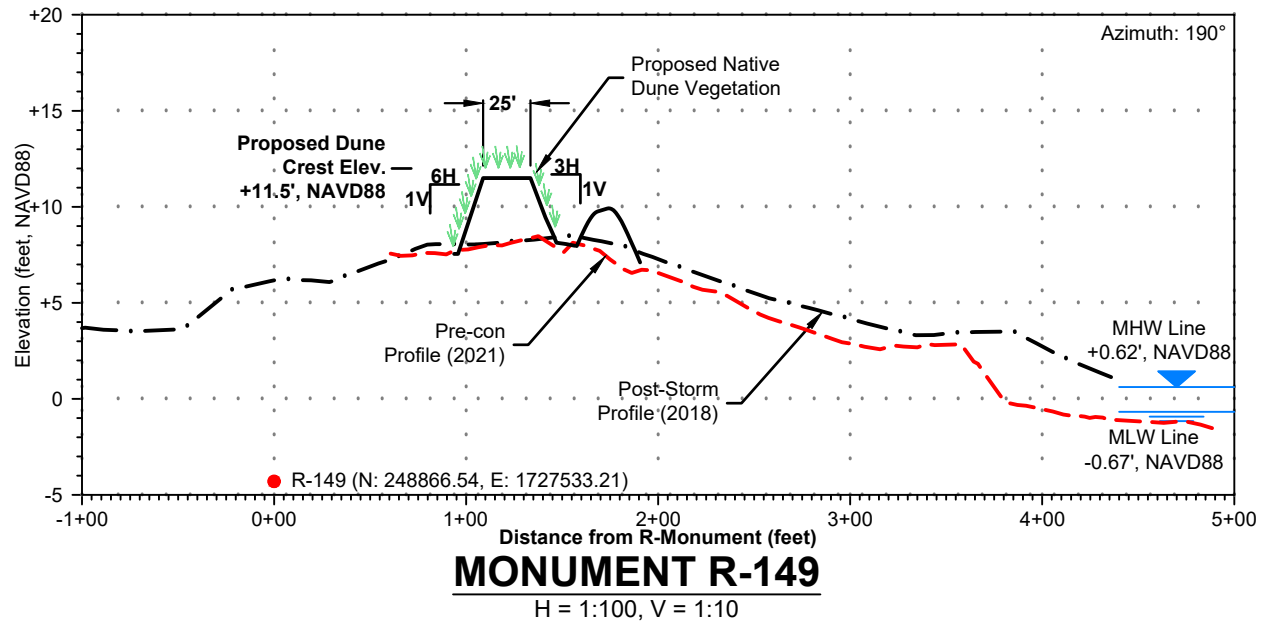 +20
Azimuth: 190°
Proposed Native
Dune Vegetation
+15
25'
Proposed Dune
Crest Elev.
+11.5', NAVD88
6H
1V
3H
1V
+10
Elevation (feet, NAVD88)
+5
Pre-con
Profile (2021)
Post-Storm
Profile (2018)
MHW Line
+0.62', NAVD88
0
MLW Line
-0.67', NAVD88
R-149 (N: 248866.54, E: 1727533.21)
-5
-1+00 0+00 1+00 2+00 3+00 4+00 5+00
Distance from R-Monument (feet)
MONUMENT R-149
H = 1:100, V = 1:10